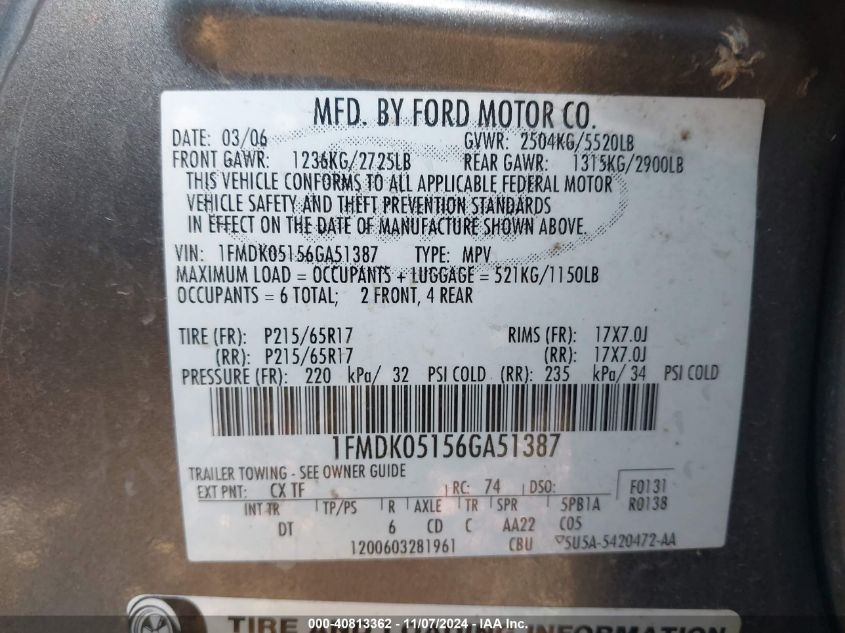 MFD. BY FORD MOTOR CO.
DATE: 03/06 GVWR: 2504KG/5520LB
FRONT GAWR: 1236KG/2725LB REAR GAWR: 1315KG/2900LB
THIS VEHICLE CONFORMS TO ALL APPLICABLE FEDERAL MOTOR
VEHICLE SAFETY AND THEFT PREVENTION STANDARDS
IN EFFECT ON THE DATE OF MANUFACTURE SHOWN ABOVE.
VIN: 1FMDK05156GA51387 TYPE: MPV
MAXIMUM LOAD = OCCUPANTS + LUGGAGE = 521KG/1150LB
OCCUPANTS = 6 TOTAL; 2 FRONT, 4 REAR
TIRE (FR): P215/65R17 RIMS (FR): 17X7.0J
(RR): P215/65R17 (RR): 17X7.0J
PRESSURE (FR): 220 kPa/ 32 PSI COLD (RR): 235 kPa/ 34 PSI COLD
1FMDK05156GA51387
TRAILER TOWING - SEE OWNER GUIDE
EXT PNT: CX TF RC: 74 DSO: F0131
INT TR TP/PS R AXLE TR SPR 5PB1A R0138
DT 6 CD C AA22 C05
1200603281961 CBU 5U5A-5420472-AA
TIRE AND LOADING INFORMATION
000-40813362 - 11/07/2024 - IAA Inc.